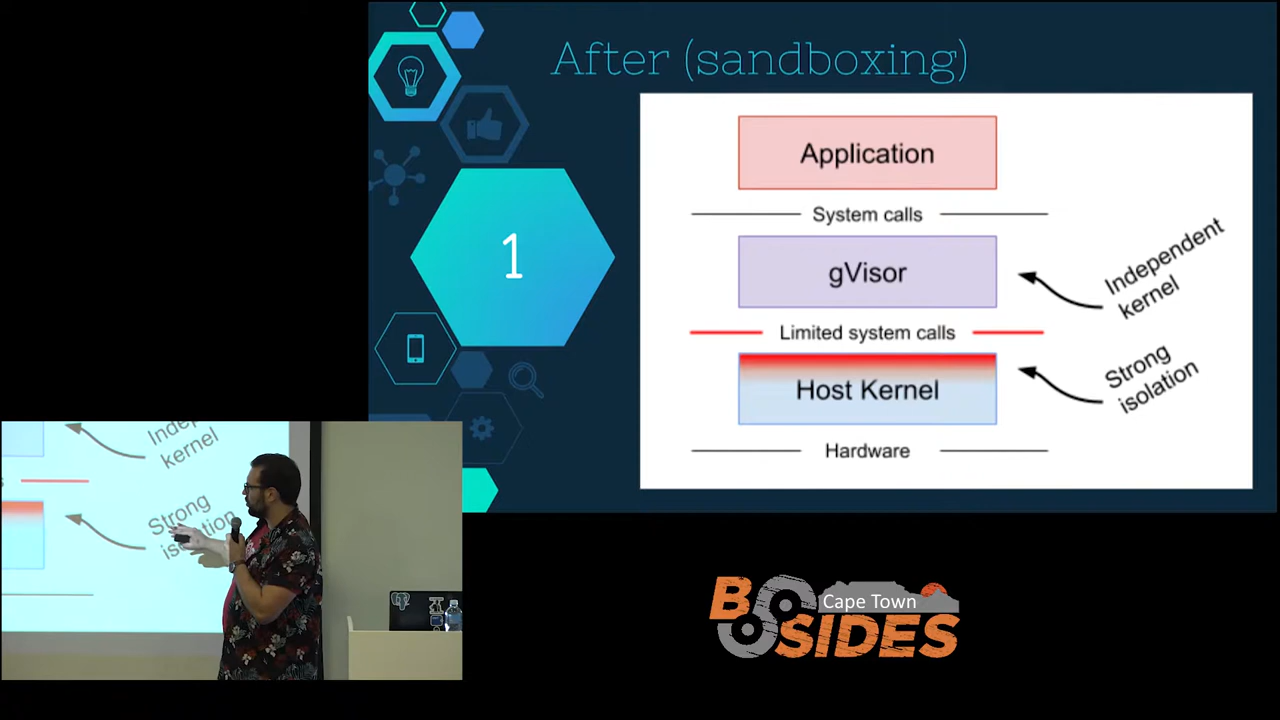 After (sandboxing)
1
Application
System calls
gVisor
Independent
kernel
Limited system calls
Host Kernel
Strong
isolation
Hardware
kernel
Strong
isolation
Cape Town
BSIDES